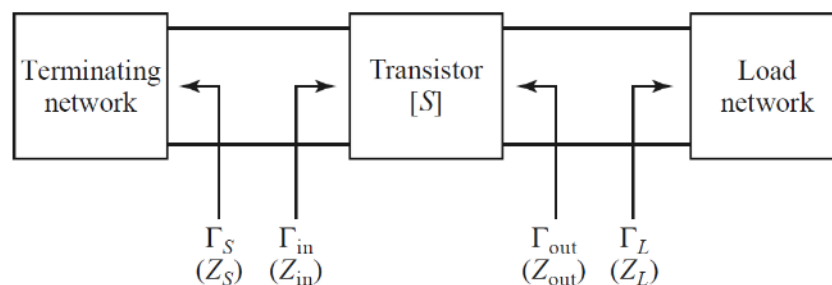 Terminating
network
Transistor
[S]
Load
network
Γ_S
(Z_S)
Γ_in
(Z_in)
Γ_out
(Z_out)
Γ_L
(Z_L)